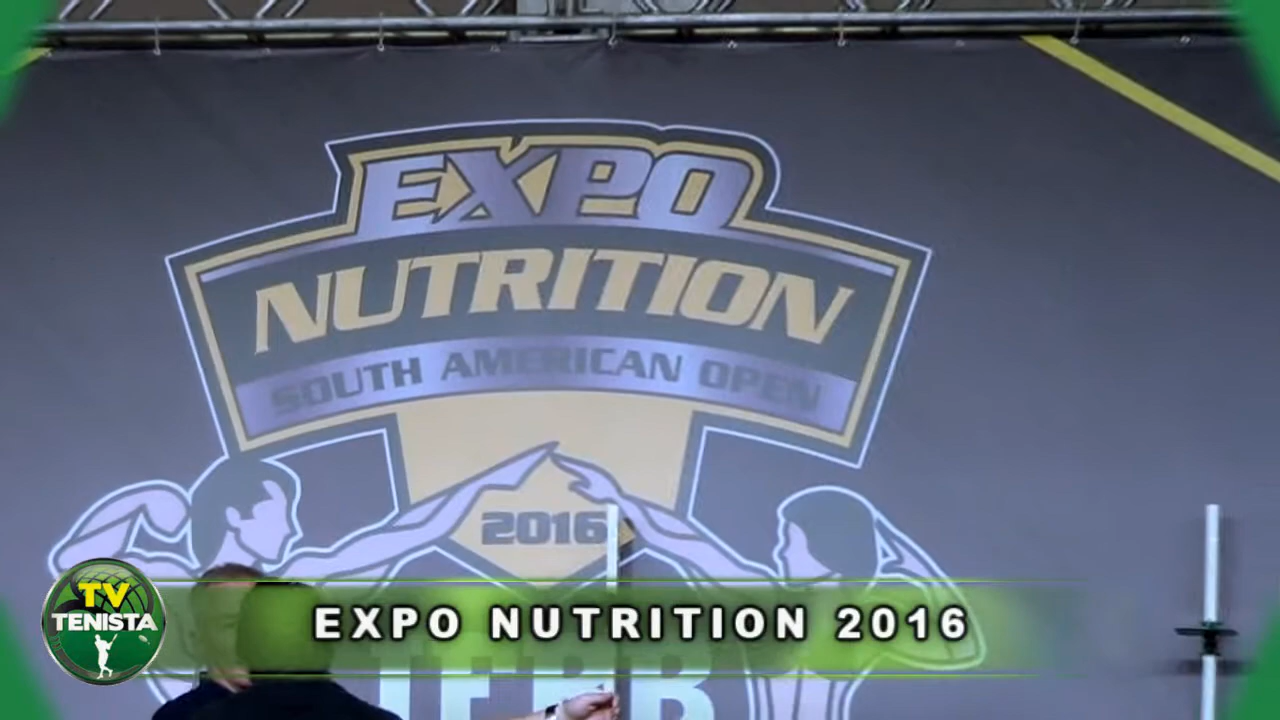 EXPO
NUTRITION
SOUTH AMERICAN OPEN
2016
TV
TENISTA
EXPO NUTRITION 2016